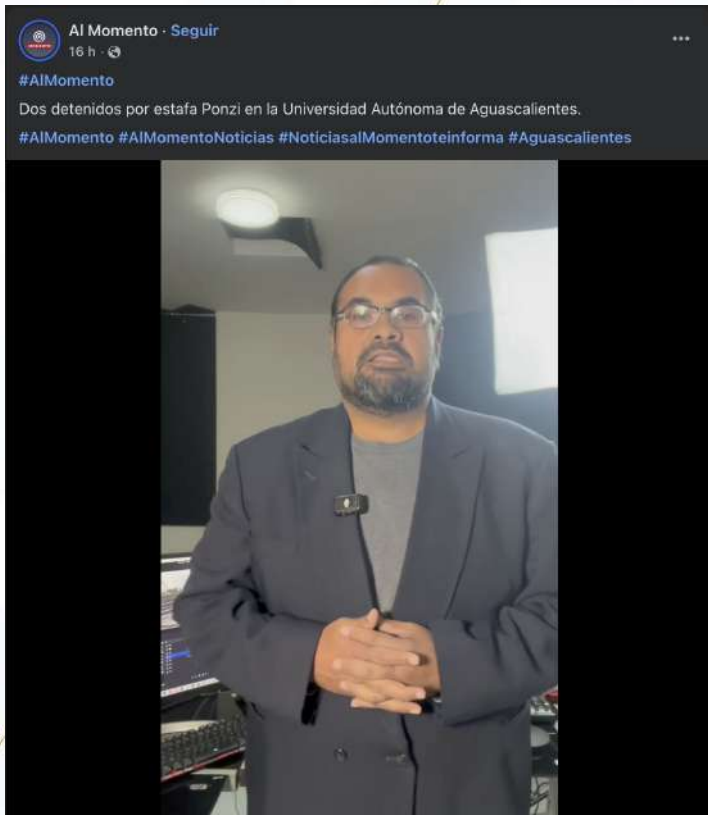 Al Momento · Seguir
16 h ·
#AlMomento
Dos detenidos por estafa Ponzi en la Universidad Autónoma de Aguascalientes.
#AlMomento #AlMomentoNoticias #NoticiasalMomentoteinforma #Aguascalientes